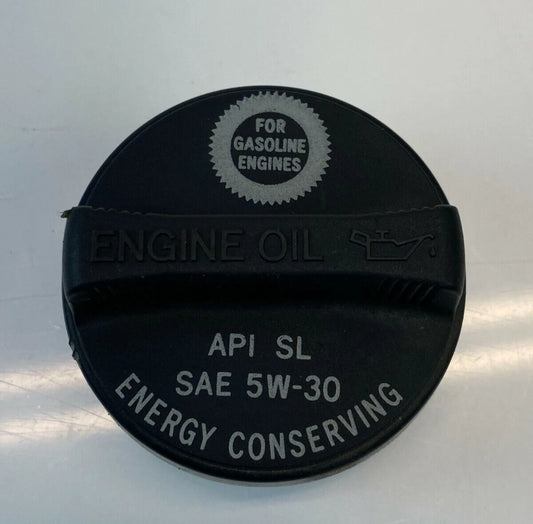 FOR
GASOLINE
ENGINES
ENGINE OIL
API SL
SAE 5W-30
ENERGY CONSERVING